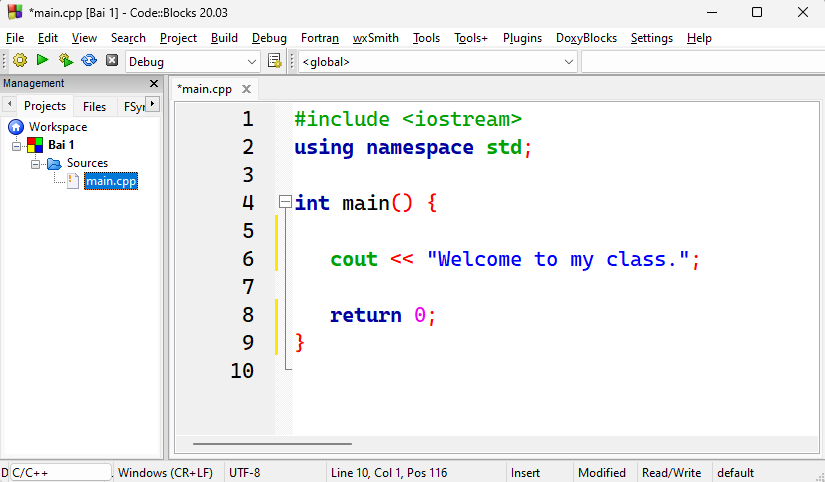 *main.cpp [Bai 1] - Code::Blocks 20.03
File Edit View Search Project Build Debug Fortran wxSmith Tools Tools+ Plugins DoxyBlocks Settings Help
Debug <global>
Management
*main.cpp
Projects Files FSy
Workspace
Bai 1
Sources
main.cpp
1 #include <iostream>
2 using namespace std;
3
4 int main() {
5
6 cout << "Welcome to my class.";
7
8 return 0;
9 }
10
D C/C++ Windows (CR+LF) UTF-8 Line 10, Col 1, Pos 116 Insert Modified Read/Write default